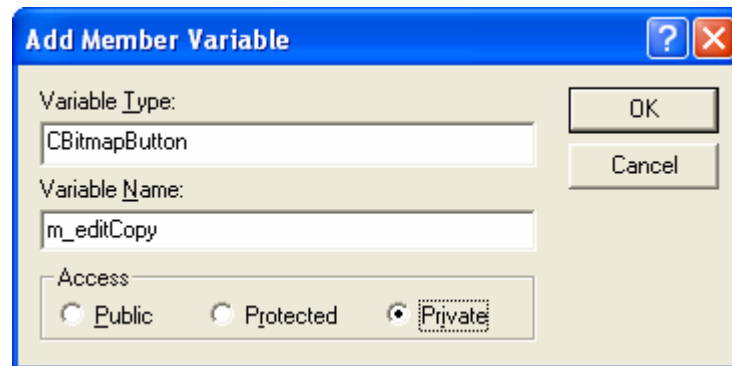 Add Member Variable
Variable Type:
CBitmapButton
Variable Name:
m_editCopy
Access
Public Protected Private
OK
Cancel